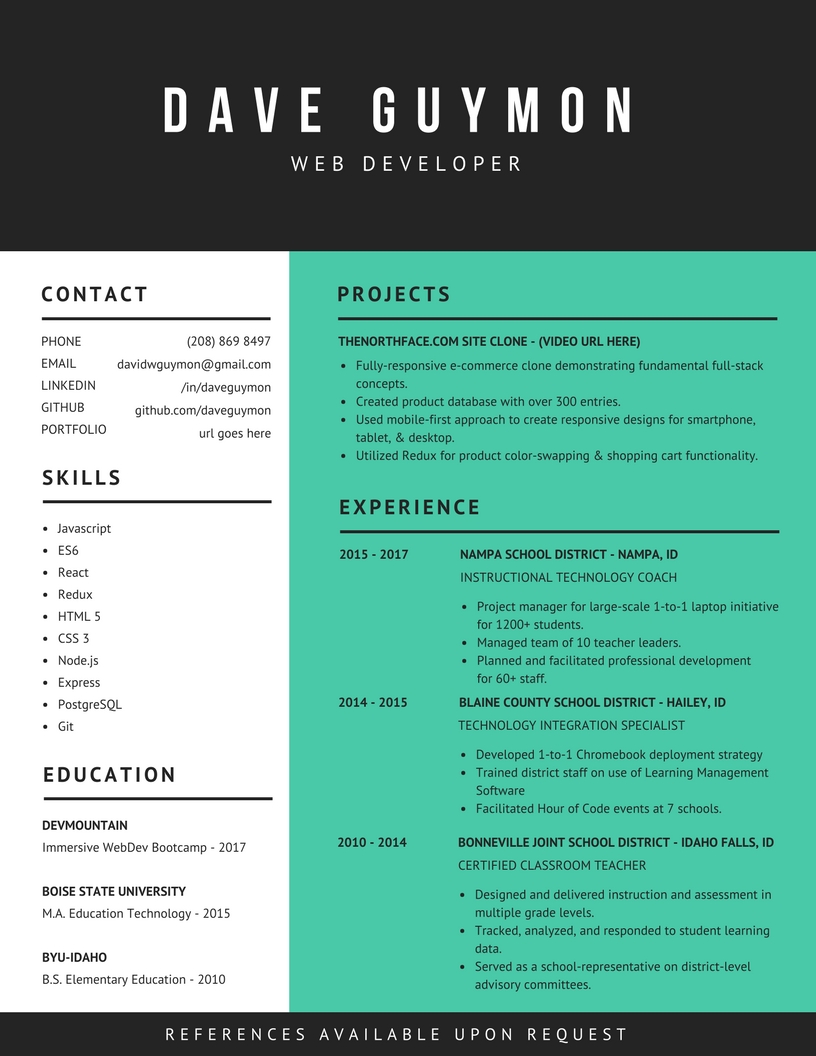 DAVE GUYMON
WEB DEVELOPER
CONTACT
PHONE (208) 869 8497
EMAIL davidwguymon@gmail.com
LINKEDIN /in/daveguymon
GITHUB github.com/daveguymon
PORTFOLIO url goes here
SKILLS
• Javascript
• ES6
• React
• Redux
• HTML 5
• CSS 3
• Node.js
• Express
• PostgreSQL
• Git
EDUCATION
DEVMOUNTAIN
Immersive WebDev Bootcamp - 2017
BOISE STATE UNIVERSITY
M.A. Education Technology - 2015
BYU-IDAHO
B.S. Elementary Education - 2010
PROJECTS
THENORTHFACE.COM SITE CLONE - (VIDEO URL HERE)
• Fully-responsive e-commerce clone demonstrating fundamental full-stack
concepts.
• Created product database with over 300 entries.
• Used mobile-first approach to create responsive designs for smartphone,
tablet, & desktop.
• Utilized Redux for product color-swapping & shopping cart functionality.
EXPERIENCE
2015 - 2017 NAMPA SCHOOL DISTRICT - NAMPA, ID
INSTRUCTIONAL TECHNOLOGY COACH
• Project manager for large-scale 1-to-1 laptop initiative
for 1200+ students.
• Managed team of 10 teacher leaders.
• Planned and facilitated professional development
for 60+ staff.
2014 - 2015 BLAINE COUNTY SCHOOL DISTRICT - HAILEY, ID
TECHNOLOGY INTEGRATION SPECIALIST
• Developed 1-to-1 Chromebook deployment strategy
• Trained district staff on use of Learning Management
Software
• Facilitated Hour of Code events at 7 schools.
2010 - 2014 BONNEVILLE JOINT SCHOOL DISTRICT - IDAHO FALLS, ID
CERTIFIED CLASSROOM TEACHER
• Designed and delivered instruction and assessment in
multiple grade levels.
• Tracked, analyzed, and responded to student learning
data.
• Served as a school-representative on district-level
advisory committees.
REFERENCES AVAILABLE UPON REQUEST